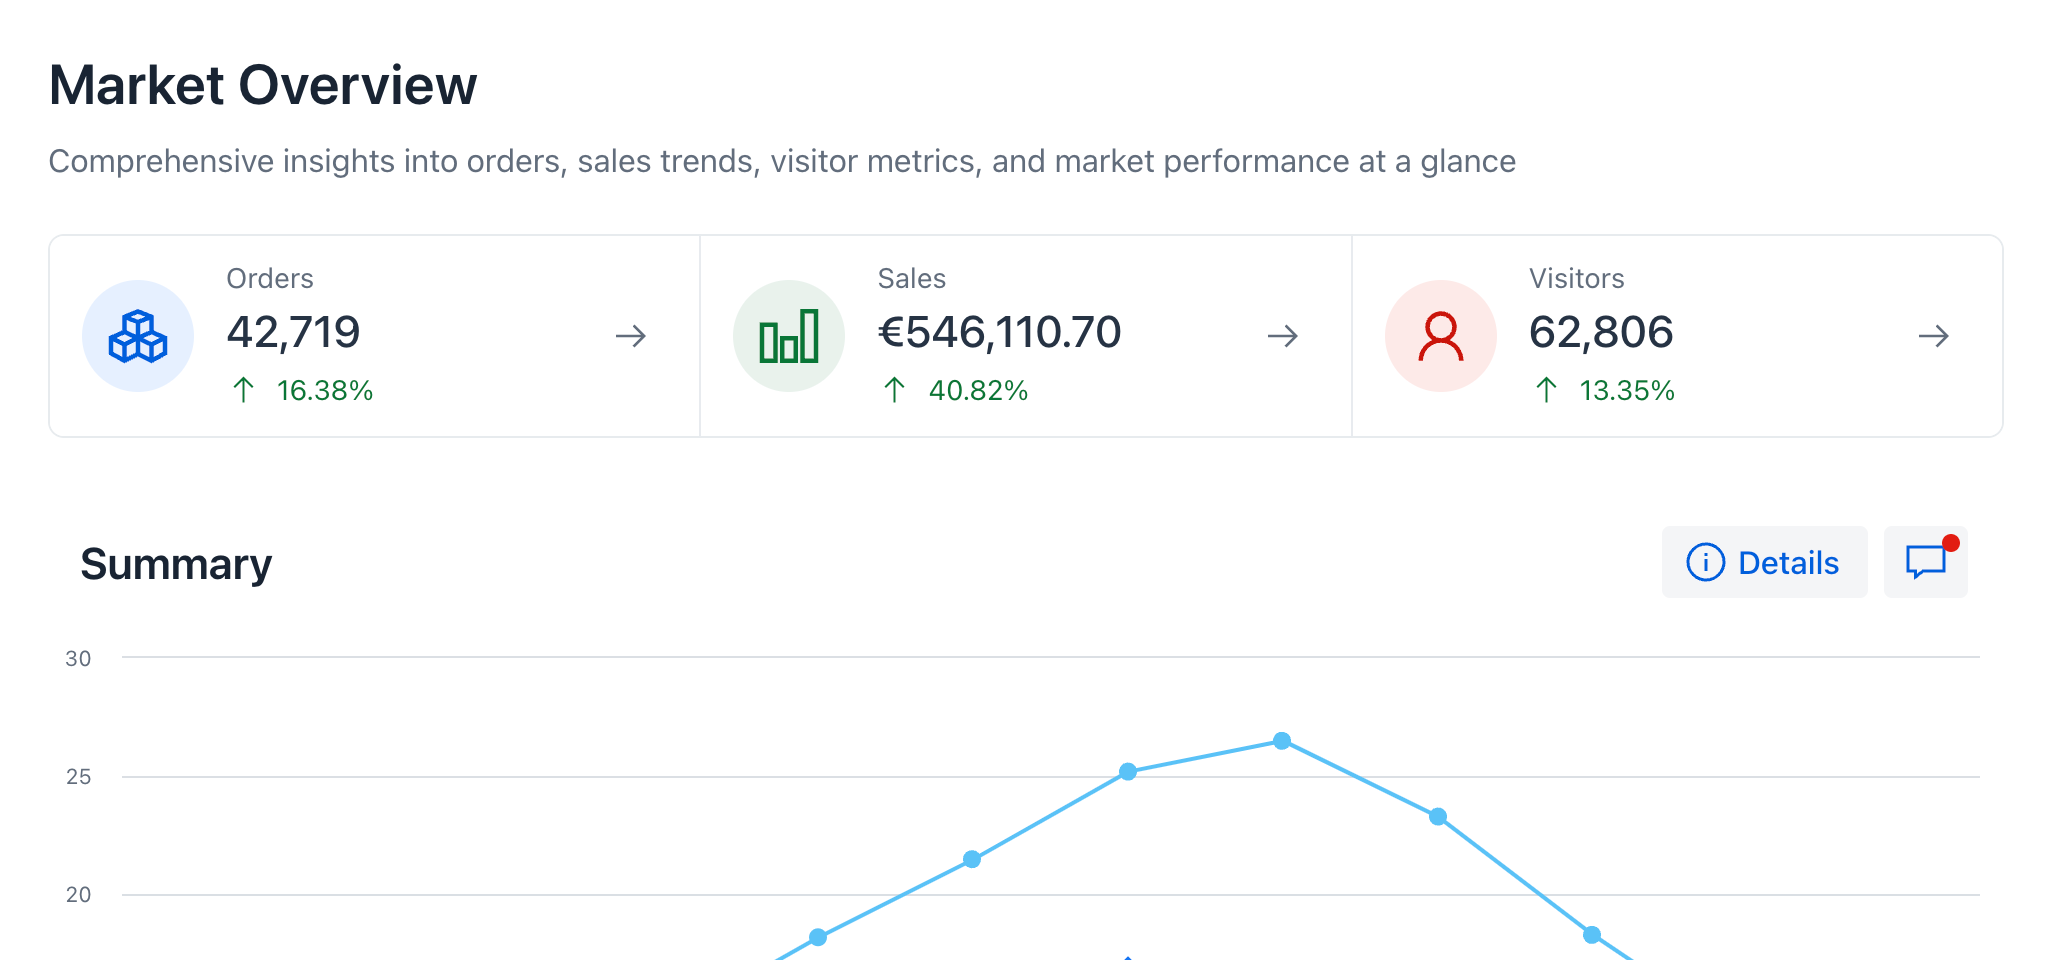 Market Overview
Comprehensive insights into orders, sales trends, visitor metrics, and market performance at a glance
Orders
42,719
↑ 16.38%
Sales
€546,110.70
↑ 40.82%
Visitors
62,806
↑ 13.35%
Summary
Details
30
25
20